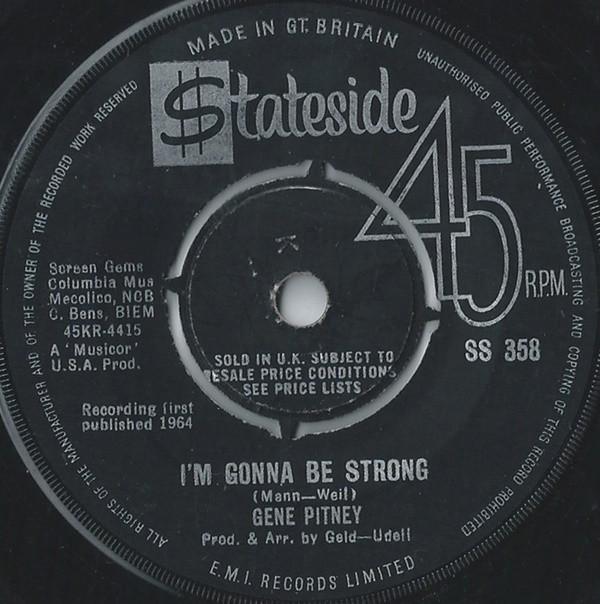 MADE IN GT. BRITAIN
$tateside
45
R.P.M.
SS 358
Screen Gems
Columbia Mus
Mecolico, NCB
C. Bens, BIEM
45KR-4415
A 'Musicor'
U.S.A. Prod.
K
SOLD IN U.K. SUBJECT TO
RESALE PRICE CONDITIONS
SEE PRICE LISTS
Recording first
published 1964
I'M GONNA BE STRONG
(Mann—Weil)
GENE PITNEY
Prod. & Arr. by Geld—Udell
E.M.I. RECORDS LIMITED
ALL RIGHTS OF THE MANUFACTURER AND OF THE OWNER OF THE RECORDED WORK RESERVED
UNAUTHORISED PUBLIC PERFORMANCE BROADCASTING AND COPYING OF THIS RECORD PROHIBITED